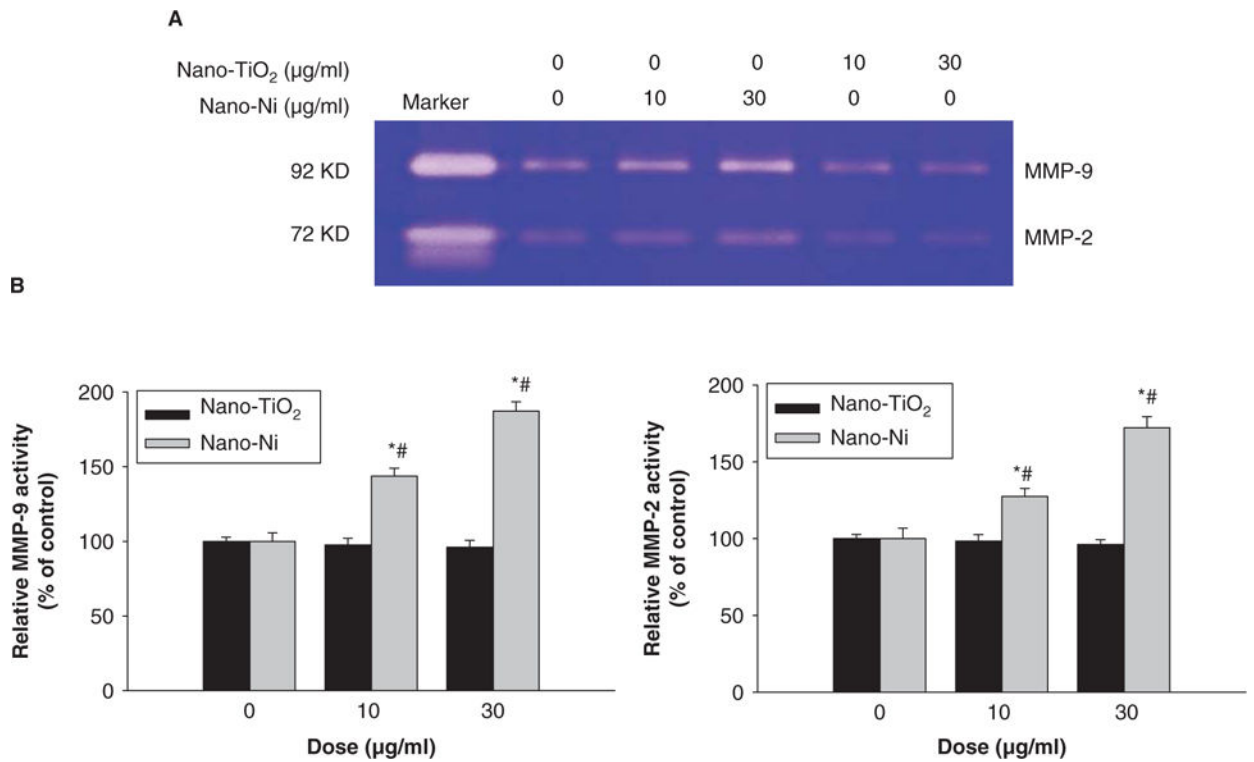 A
Nano-TiO₂ (µg/ml) 0 0 0 10 30
Nano-Ni (µg/ml) Marker 0 10 30 0 0
92 KD MMP-9
72 KD MMP-2
B
Relative MMP-9 activity
(% of control)
200
150
100
50
0
Nano-TiO₂
Nano-Ni
*#
*#
0 10 30
Dose (µg/ml)
Relative MMP-2 activity
(% of control)
200
150
100
50
0
Nano-TiO₂
Nano-Ni
*#
*#
0 10 30
Dose (µg/ml)